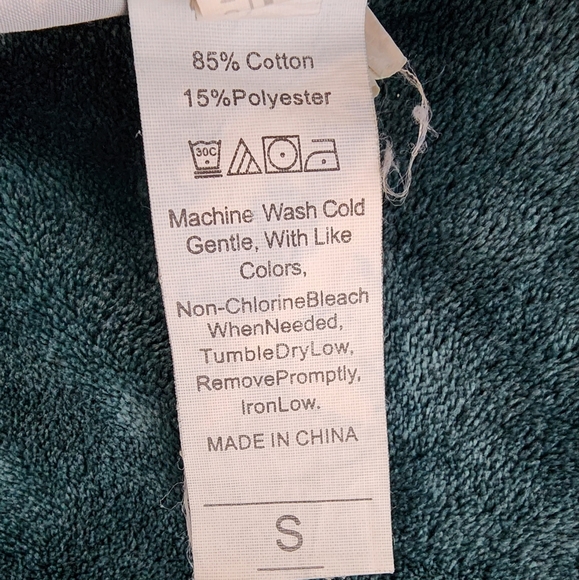 85% Cotton
15%Polyester
30C
Machine Wash Cold
Gentle, With Like
Colors,
Non-ChlorineBleach
WhenNeeded,
TumbleDryLow,
RemovePromptly,
IronLow.
MADE IN CHINA
S